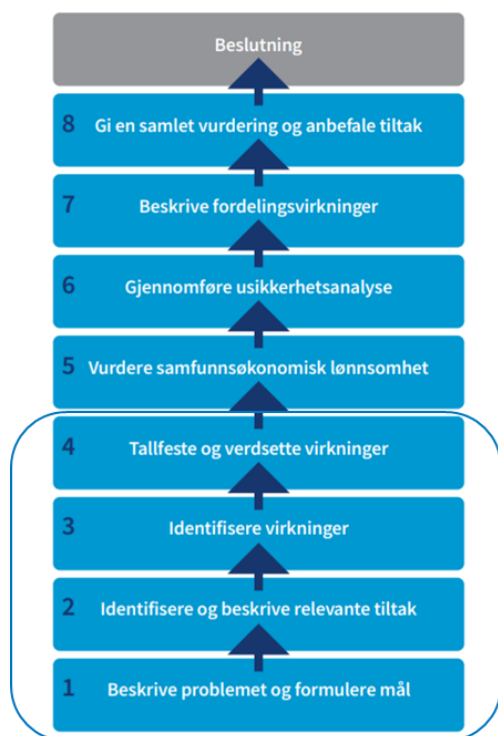 Beslutning
8 Gi en samlet vurdering og anbefale tiltak
7 Beskrive fordelingsvirkninger
6 Gjennomføre usikkerhetsanalyse
5 Vurdere samfunnsøkonomisk lønnsomhet
4 Tallfeste og verdsette virkninger
3 Identifisere virkninger
2 Identifisere og beskrive relevante tiltak
1 Beskrive problemet og formulere mål